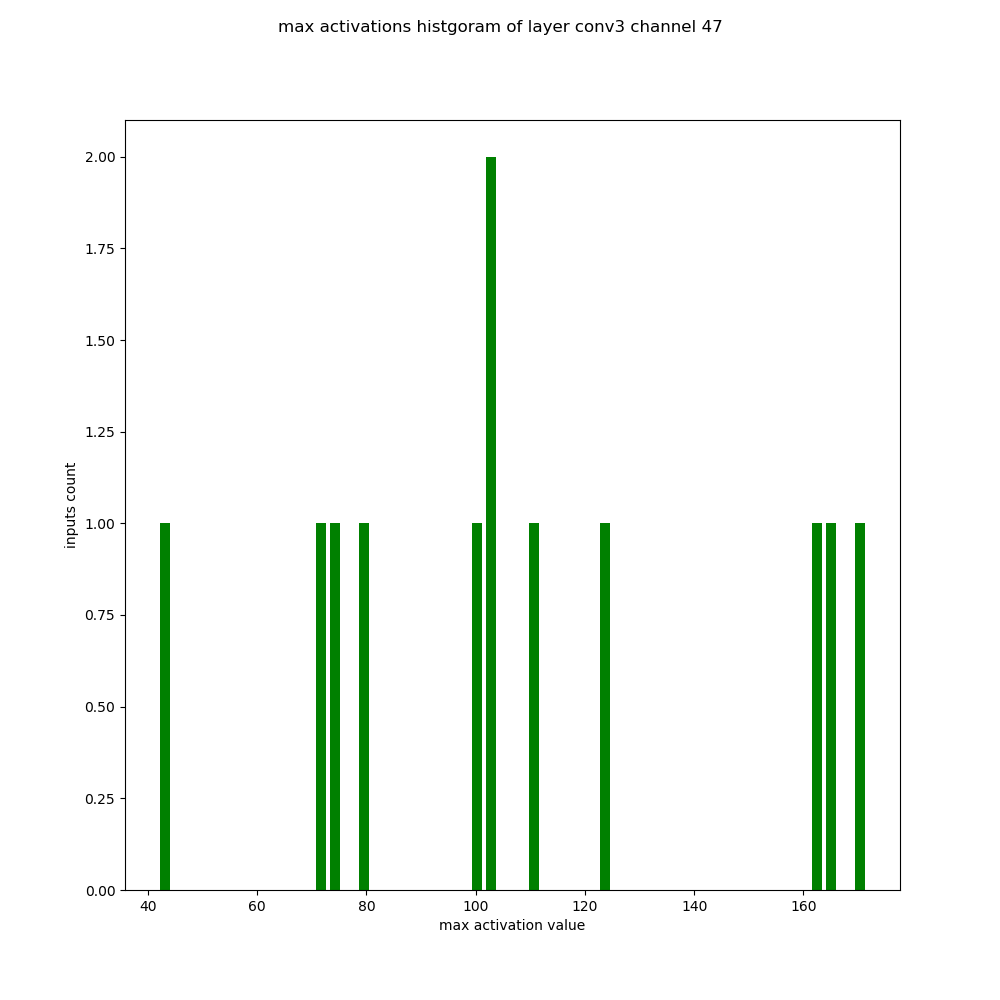 max activations histgoram of layer conv3 channel 47
2.00
1.75
1.50
1.25
1.00
0.75
0.50
0.25
0.00
inputs count
40 60 80 100 120 140 160
max activation value